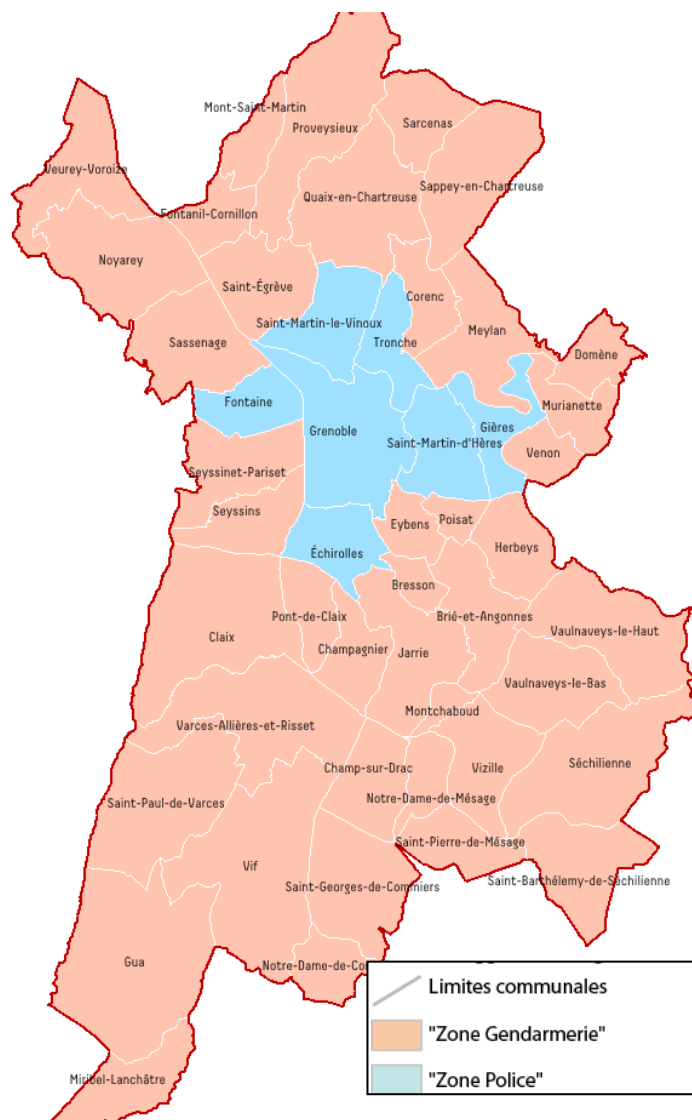 Mont-Saint-Martin
Proveysieux
Sarcenas
Veurey-Voroize
Quaix-en-Chartreuse
Sappey-en-Chartreuse
Fontanil-Cornillon
Noyarey
Saint-Égrève
Corenc
Saint-Martin-le-Vinoux
Meylan
Sassenage
Tronche
Domène
Fontaine
Murianette
Gières
Grenoble
Saint-Martin-d'Hères
Venon
Seyssinet-Pariset
Seyssins
Poisat
Eybens
Herbeys
Échirolles
Bresson
Pont-de-Claix
Brié-et-Angonnes
Vaulnaveys-le-Haut
Claix
Champagnier
Jarrie
Vaulnaveys-le-Bas
Montchaboud
Varces-Allières-et-Risset
Champ-sur-Drac
Vizille
Séchilienne
Saint-Paul-de-Varces
Notre-Dame-de-Mésage
Saint-Pierre-de-Mésage
Vif
Saint-Georges-de-Commiers
Saint-Barthélemy-de-Séchilienne
Gua
Notre-Dame-de-Co
Limites communales
"Zone Gendarmerie"
Miribel-Lanchâtre
"Zone Police"